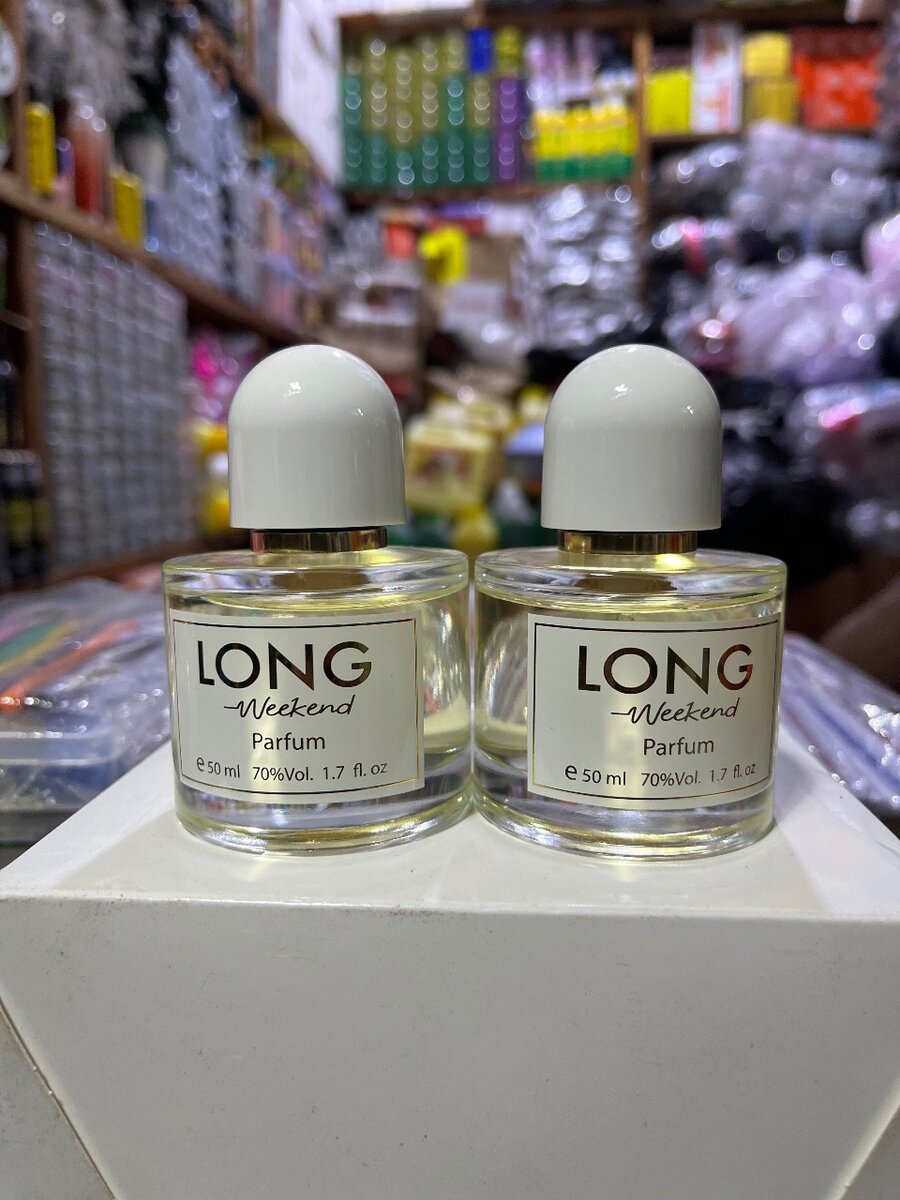 LONG
Weekend
Parfum
e 50 ml 70%Vol. 1.7 fl. oz
LONG
Weekend
Parfum
e 50 ml 70%Vol. 1.7 fl. oz